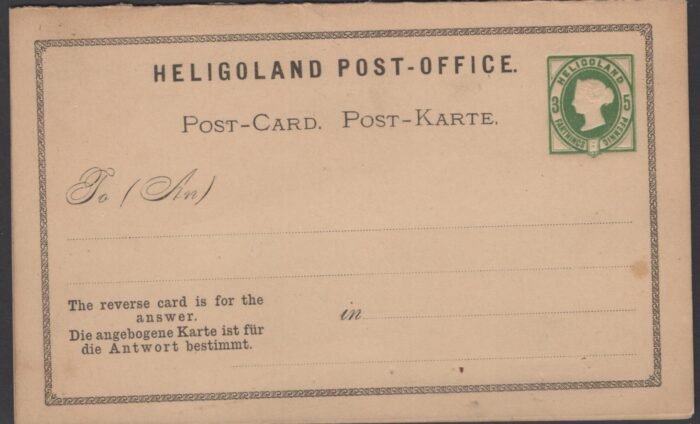 HELIGOLAND POST-OFFICE.
HELIGOLAND
3 5
FARTHINGS PFENNIG
POST-CARD. POST-KARTE.
To (An)
The reverse card is for the
answer.
Die angebogene Karte ist für
die Antwort bestimmt.
in